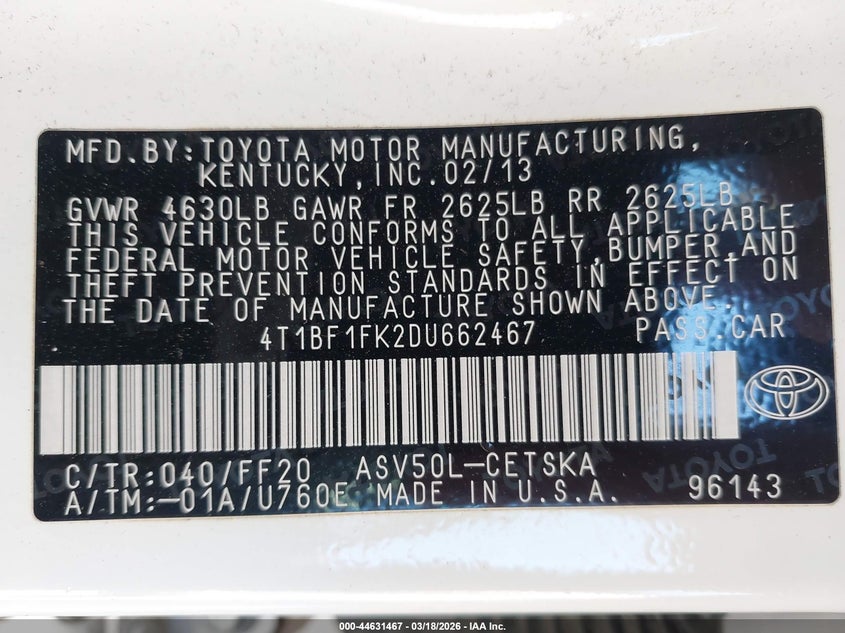 MFD.BY:TOYOTA MOTOR MANUFACTURING,
KENTUCKY,INC.02/13
GVWR 4630LB GAWR FR 2625LB RR 2625LB
THIS VEHICLE CONFORMS TO ALL APPLICABLE
FEDERAL MOTOR VEHICLE SAFETY,BUMPER,AND
THEFT PREVENTION STANDARDS IN EFFECT ON
THE DATE OF MANUFACTURE SHOWN ABOVE.
4T1BF1FK2DU662467 PASS.CAR
C/TR:040/FF20 ASV50L-CETSKA
A/TM:-01A/U760E MADE IN U.S.A. 96143
000-44631467 - 03/18/2026 - IAA Inc.